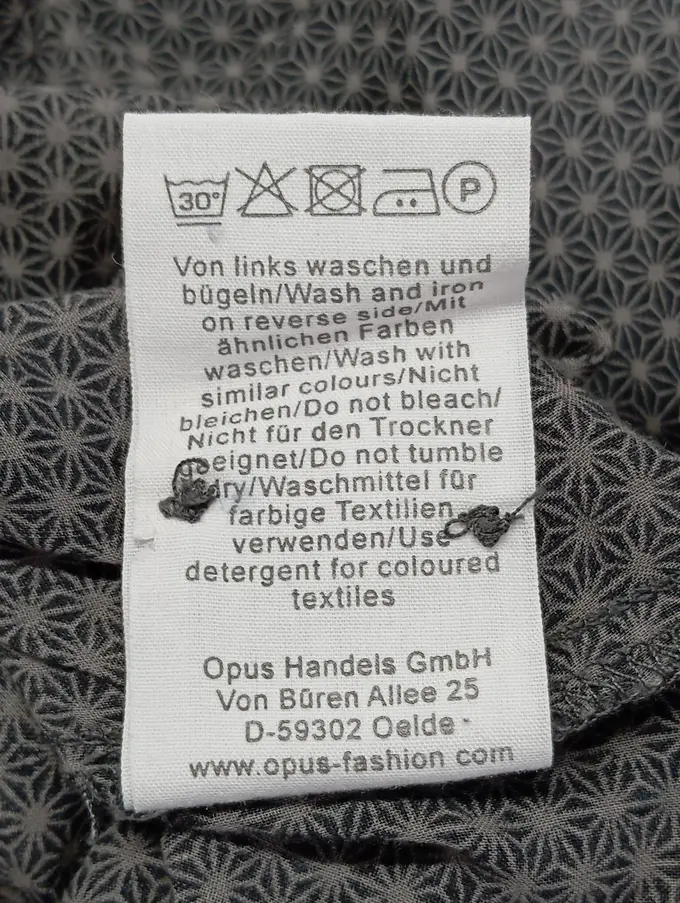 30°
P
Von links waschen und
bügeln/Wash and iron
on reverse side/Mit
ähnlichen Farben
waschen/Wash with
similar colours/Nicht
bleichen/Do not bleach/
Nicht für den Trockner
geeignet/Do not tumble
dry/Waschmittel für
farbige Textilien
verwenden/Use
detergent for coloured
textiles
Opus Handels GmbH
Von Büren Allee 25
D-59302 Oelde
www.opus-fashion com